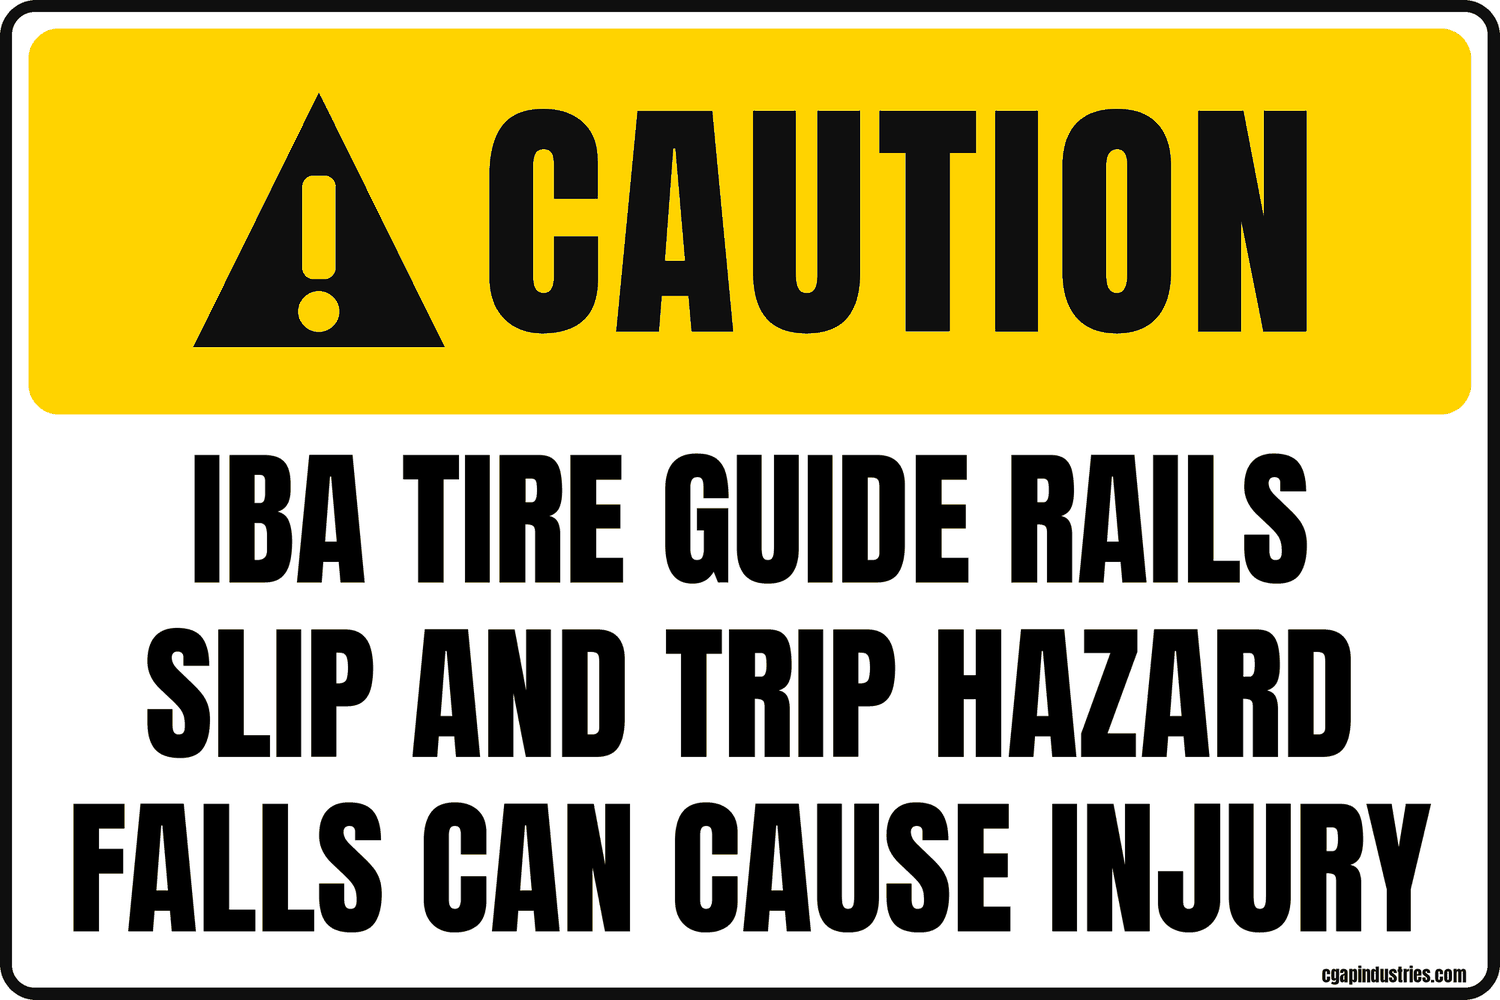 CAUTION
IBA TIRE GUIDE RAILS
SLIP AND TRIP HAZARD
FALLS CAN CAUSE INJURY
cgapindustries.com